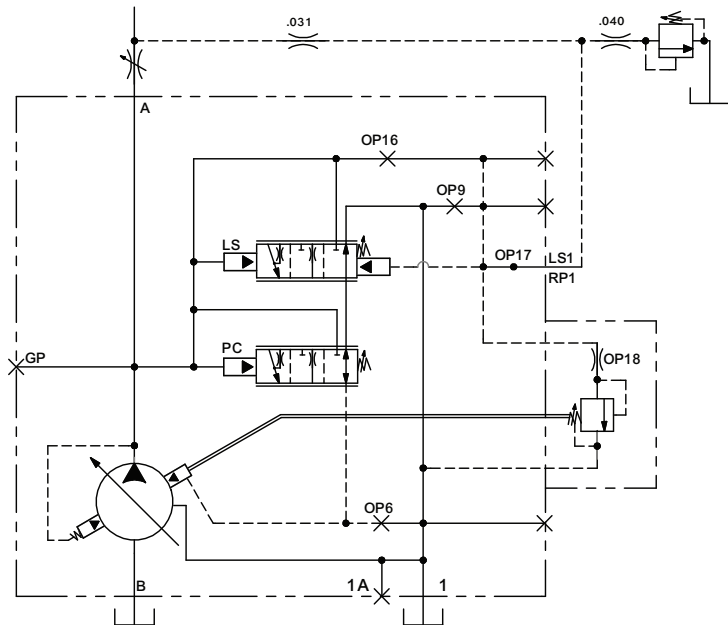 .031
.040
A
OP16
OP9
LS
OP17
LS1
RP1
PC
GP
OP18
OP6
B
1A
1